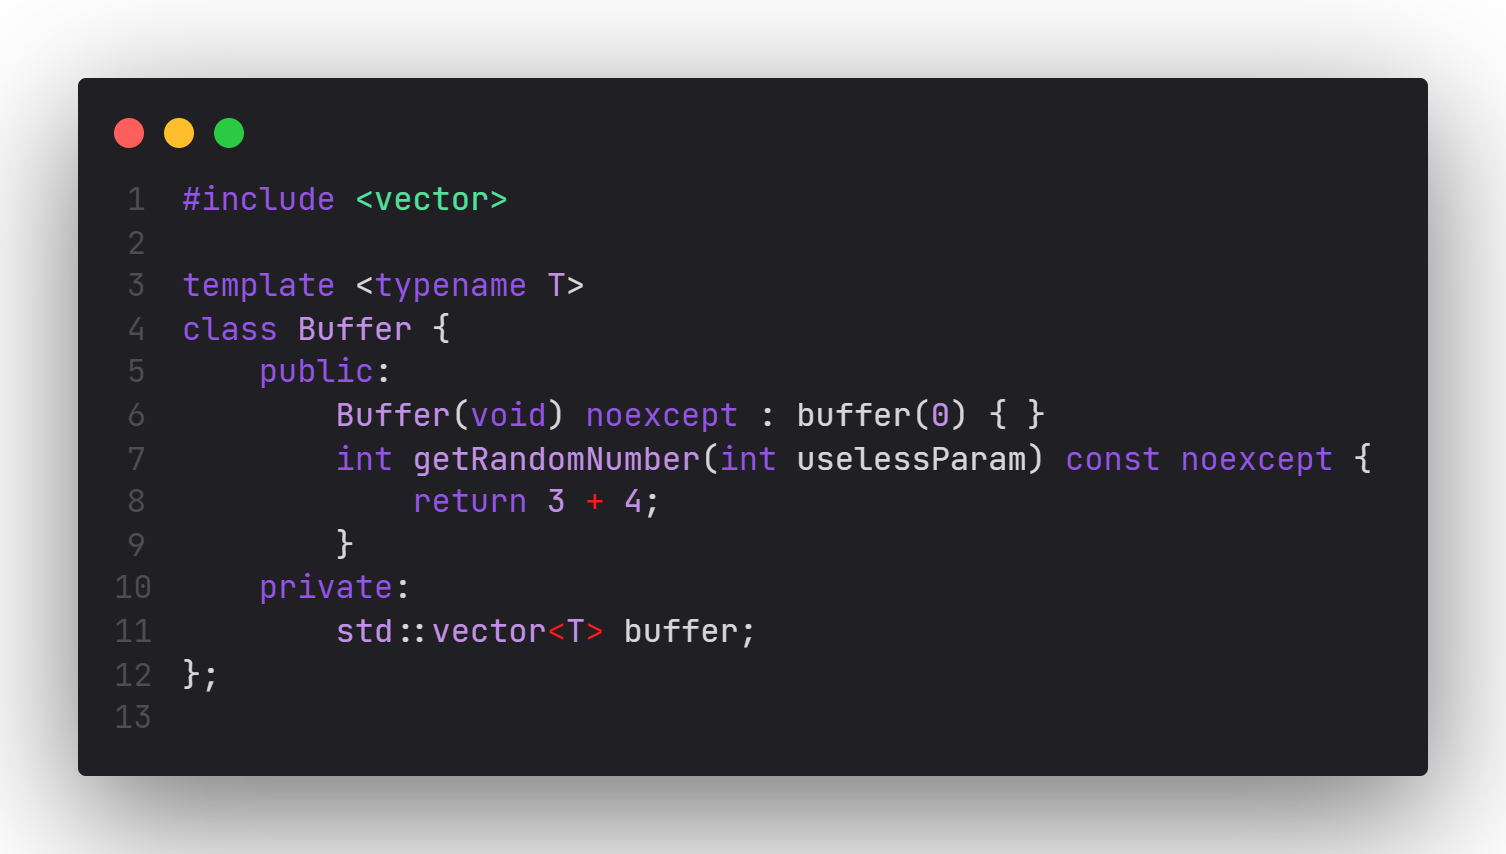 1 #include <vector>
2
3 template <typename T>
4 class Buffer {
5     public:
6         Buffer(void) noexcept : buffer(0) { }
7         int getRandomNumber(int uselessParam) const noexcept {
8             return 3 + 4;
9         }
10     private:
11         std::vector<T> buffer;
12 };
13